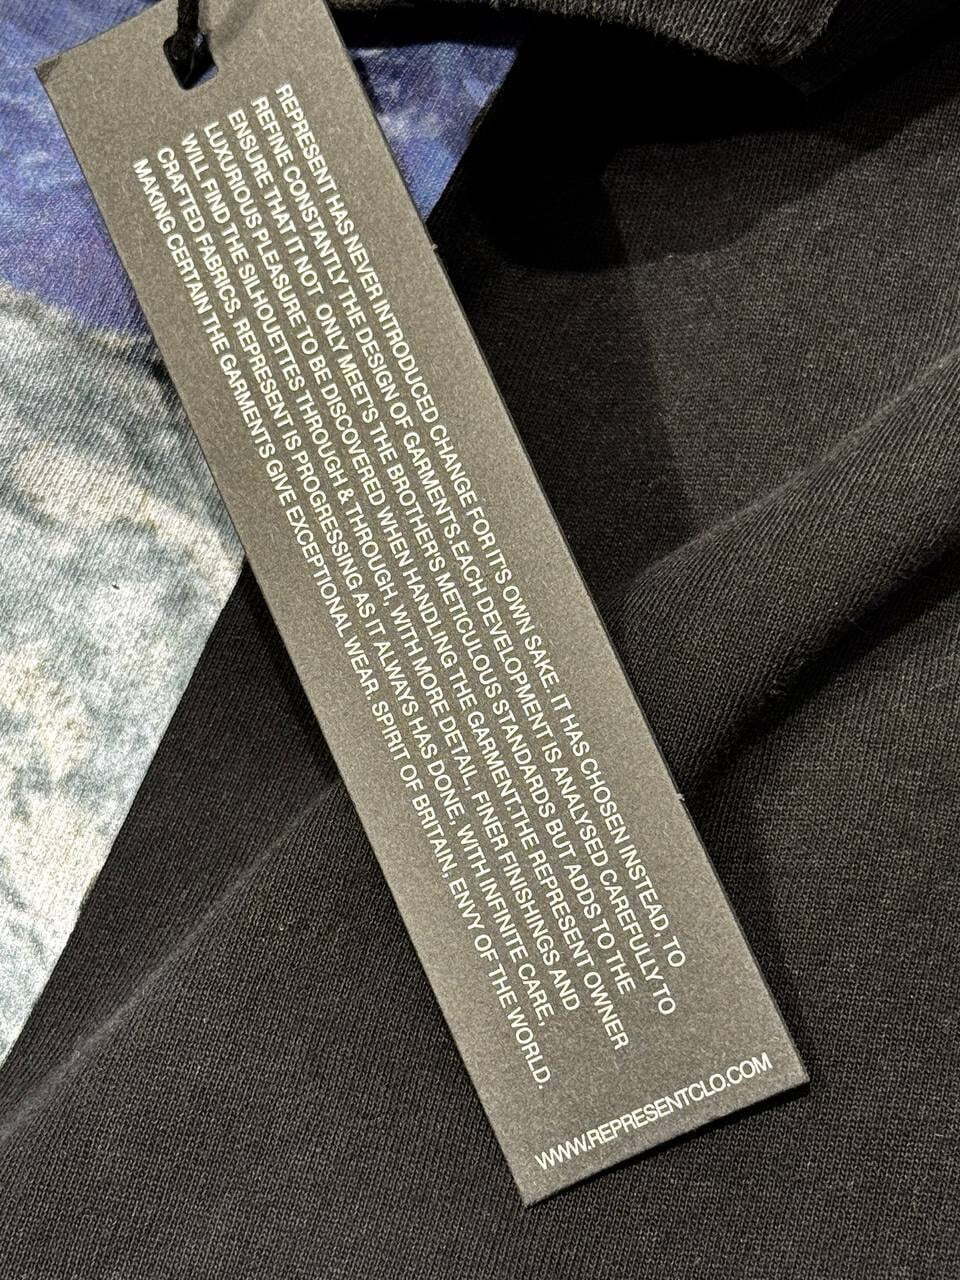 REPRESENT HAS NEVER INTRODUCED CHANGE FOR IT'S OWN SAKE. IT HAS CHOSEN INSTEAD, TO
REFINE CONSTANTLY THE DESIGN OF GARMENTS. EACH DEVELOPMENT IS ANALYSED CAREFULLY TO
ENSURE THAT IT NOT ONLY MEET'S THE BROTHER'S METICULOUS STANDARDS BUT ADDS TO THE
LUXURIOUS PLEASURE TO BE DISCOVERED WHEN HANDLING THE GARMENT.THE REPRESENT OWNER
WILL FIND THE SILHOUETTES THROUGH & THROUGH, WITH MORE DETAIL, FINER FINISHINGS AND
CRAFTED FABRICS. REPRESENT IS PROGRESSING AS IT ALWAYS HAS DONE, WITH INFINITE CARE,
MAKING CERTAIN THE GARMENTS GIVE EXCEPTIONAL WEAR. SPIRIT OF BRITAIN, ENVY OF THE WORLD.
WWW.REPRESENTCLO.COM